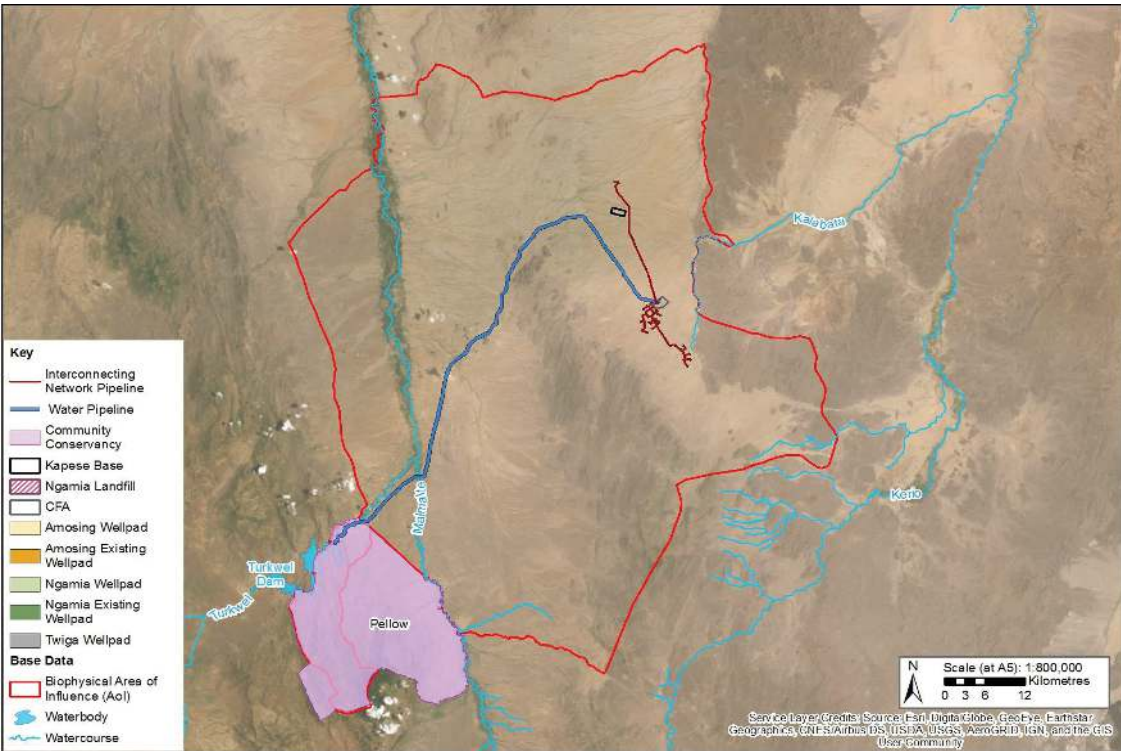 Kalabata
Kerio
Malmalte
Turkwel
Dam
Turkwel
Pellow
Key
Interconnecting
Network Pipeline
Water Pipeline
Community
Conservancy
Kapese Base
Ngamia Landfill
CFA
Amosing Wellpad
Amosing Existing
Wellpad
Ngamia Wellpad
Ngamia Existing
Wellpad
Twiga Wellpad
Base Data
Biophysical Area of
Influence (AoI)
Waterbody
Watercourse
N
Scale (at A5): 1:800,000
Kilometres
0 3 6 12
Service Layer Credits: Source: Esri, DigitalGlobe, GeoEye, Earthstar
Geographics, CNES/Airbus DS, USDA, USGS, AeroGRID, IGN, and the GIS
User Community